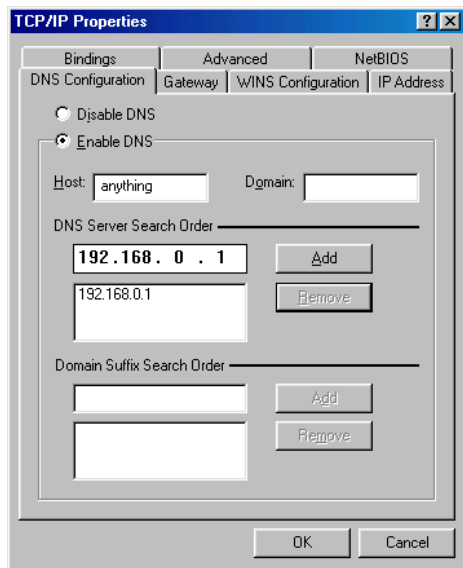 TCP/IP Properties
? X
Bindings Advanced NetBIOS
DNS Configuration Gateway WINS Configuration IP Address
Disable DNS
Enable DNS
Host: anything Domain:
DNS Server Search Order
192.168. 0 . 1 Add
192.168.0.1 Remove
Domain Suffix Search Order
Add
Remove
OK Cancel